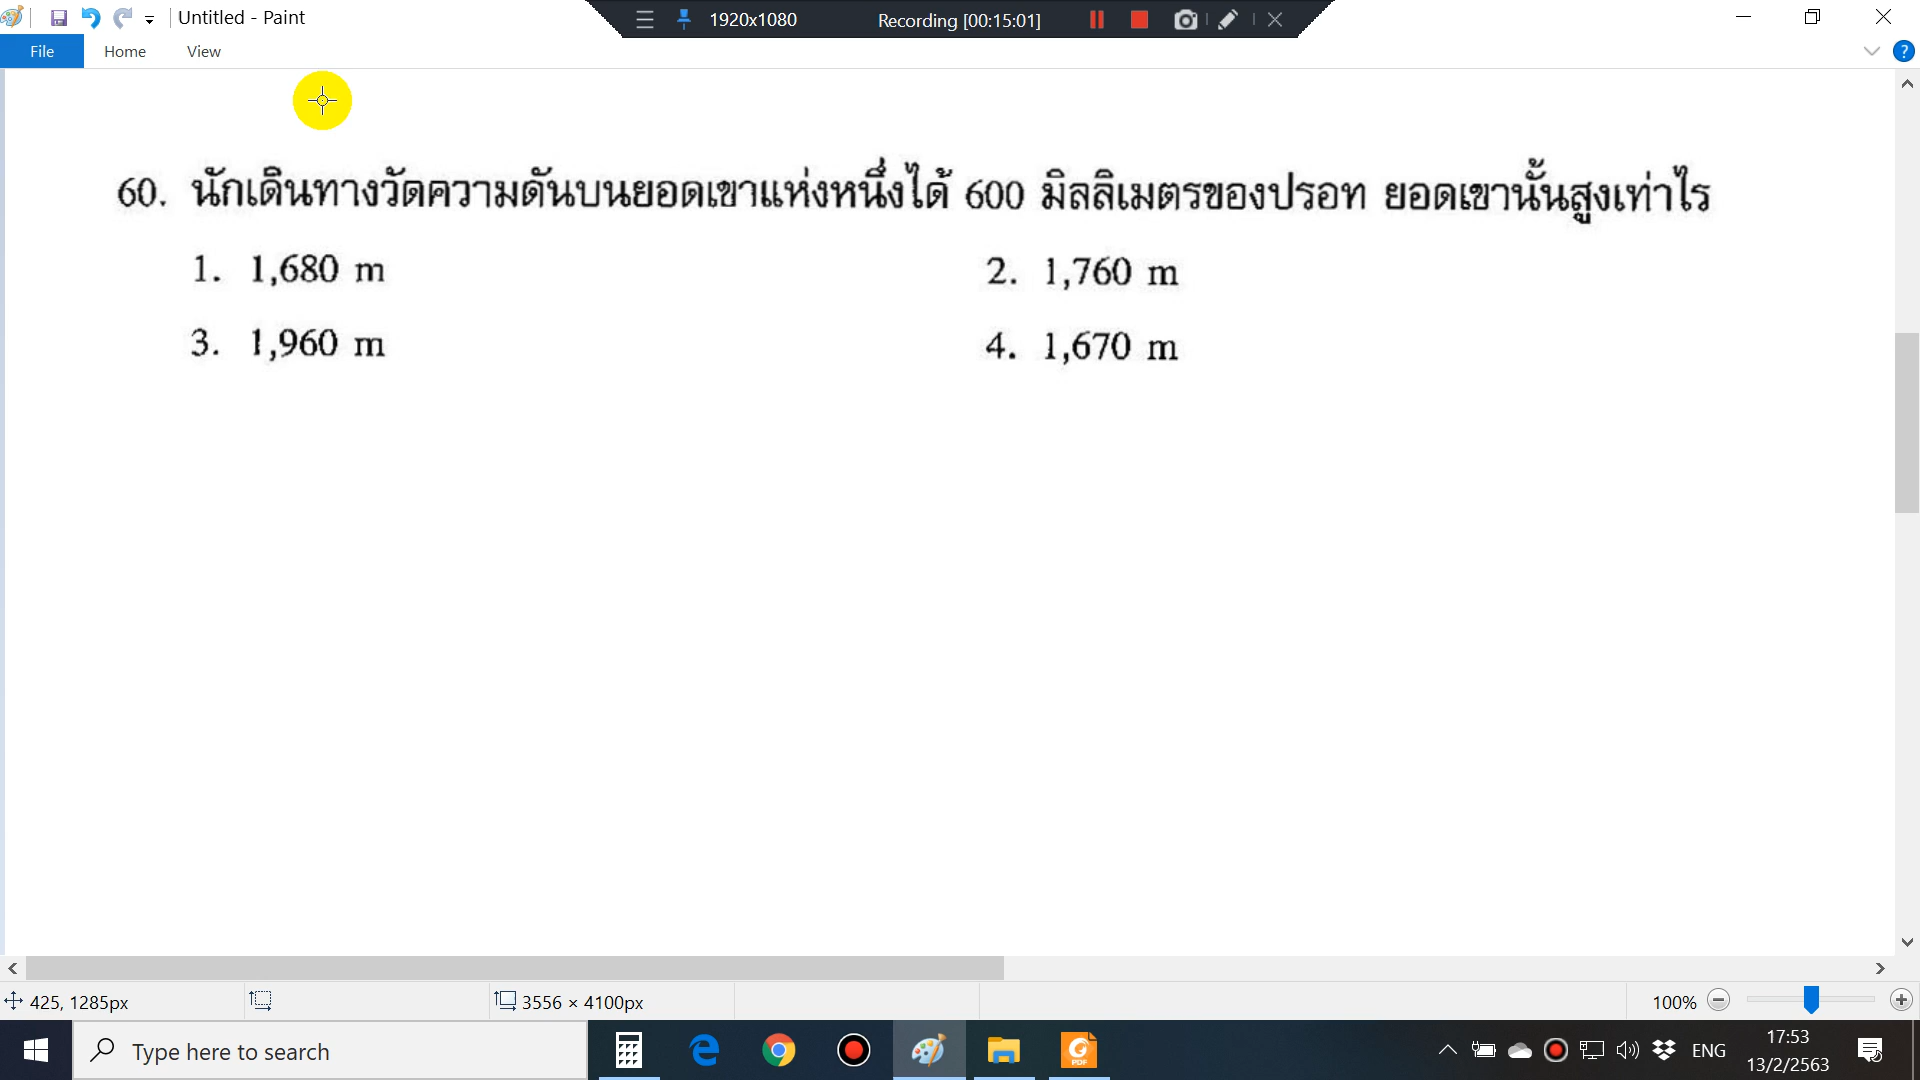 Untitled - Paint
1920x1080
Recording [00:15:01]
File
Home
View
60. นักเดินทางวัดความดันบนยอดเขาแห่งหนึ่งได้ 600 มิลลิเมตรของปรอท ยอดเขานั้นสูงเท่าไร
1. 1,680 m
2. 1,760 m
3. 1,960 m
4. 1,670 m
425, 1285px
3556 × 4100px
100%
Type here to search
PDF
ENG
17:53
13/2/2563